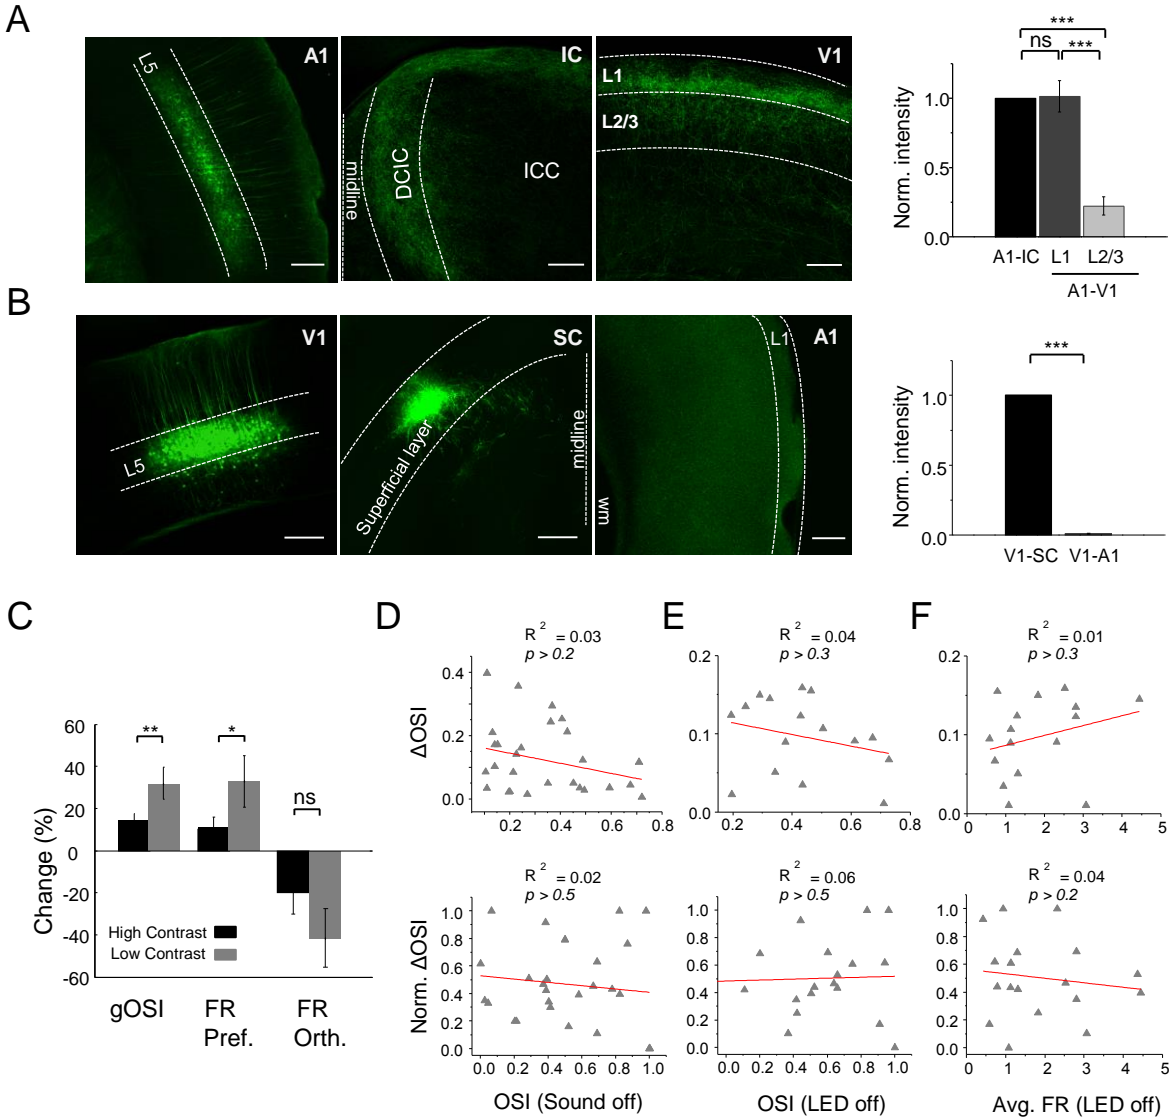 A
L5
A1
midline
DCIC
ICC
IC
L1
L2/3
V1
Norm. intensity
1.0
0.5
0.0
***
ns
***
A1-IC L1 L2/3
A1-V1
B
L5
V1
Superficial layer
SC
midline
wm
L1
A1
Norm. intensity
1.0
0.5
0.0
***
V1-SC V1-A1
C
Change (%)
60
40
20
0
-20
-40
-60
**
*
ns
High Contrast
Low Contrast
gOSI
FR Pref.
FR Orth.
D
R² = 0.03
p > 0.2
ΔOSI
0.4
0.2
0.0
0.2 0.4 0.6 0.8
R² = 0.02
p > 0.5
Norm. ΔOSI
1.0
0.8
0.6
0.4
0.2
0.0
0.0 0.2 0.4 0.6 0.8 1.0
OSI (Sound off)
E
R² = 0.04
p > 0.3
0.2
0.1
0.0
0.2 0.4 0.6 0.8
R² = 0.06
p > 0.5
1.0
0.8
0.6
0.4
0.2
0.0
0.0 0.2 0.4 0.6 0.8 1.0
OSI (LED off)
F
R² = 0.01
p > 0.3
0.2
0.1
0.0
0 1 2 3 4 5
R² = 0.04
p > 0.2
1.0
0.8
0.6
0.4
0.2
0.0
0 1 2 3 4 5
Avg. FR (LED off)